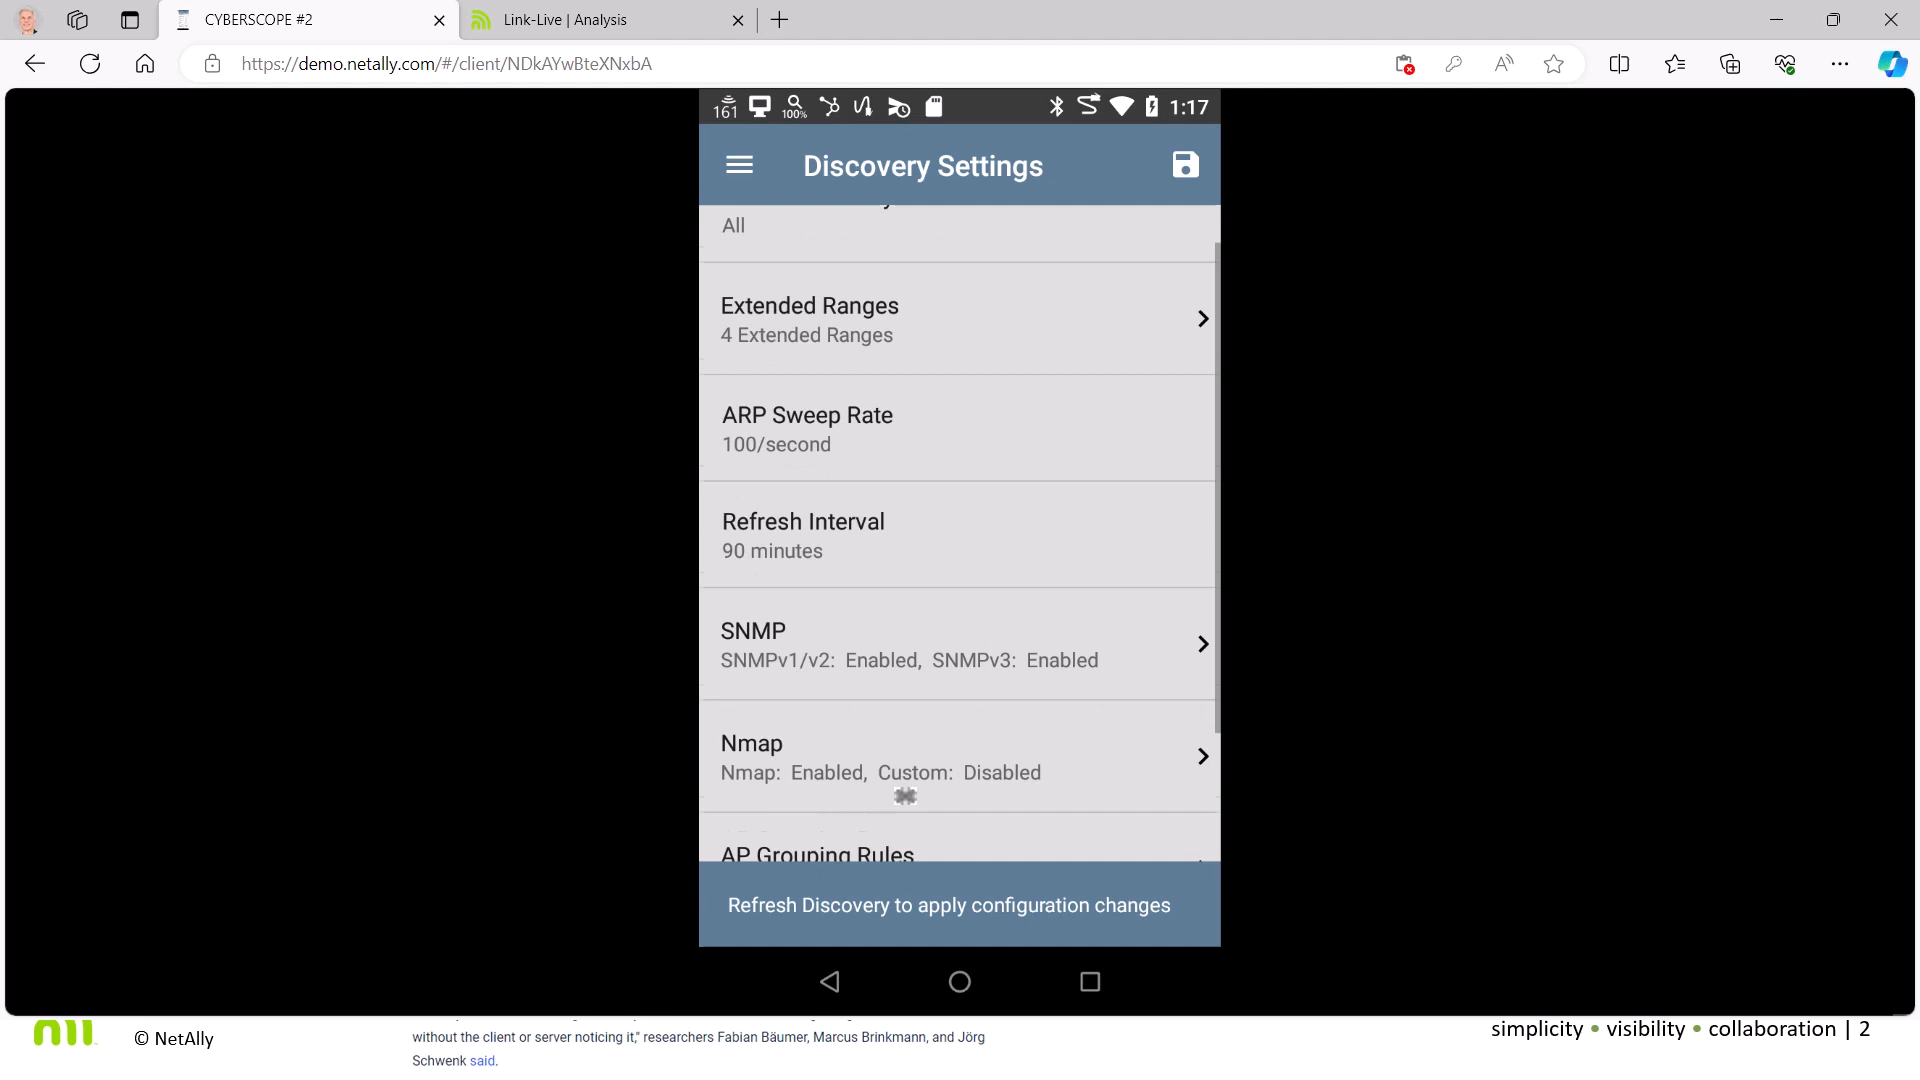 CYBERSCOPE #2
Link-Live | Analysis
https://demo.netally.com/#/client/NDkAYwBteXNxbA
161
100%
1:17
Discovery Settings
All
Extended Ranges
4 Extended Ranges
ARP Sweep Rate
100/second
Refresh Interval
90 minutes
SNMP
SNMPv1/v2: Enabled, SNMPv3: Enabled
Nmap
Nmap: Enabled, Custom: Disabled
AP Grouping Rules
Refresh Discovery to apply configuration changes
© NetAlly
without the client or server noticing it," researchers Fabian Bäumer, Marcus Brinkmann, and Jörg
Schwenk said.
simplicity • visibility • collaboration | 2